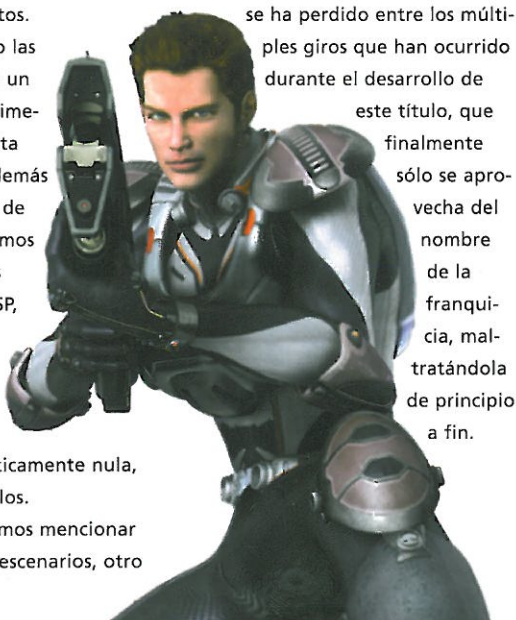 tos.
o las
un
ime-
ta
demás
de
mos
s
SP,
ticamente nula,
los.
mos mencionar
escenarios, otro
se ha perdido entre los múlti-
ples giros que han ocurrido
durante el desarrollo de
este título, que
finalmente
sólo se apro-
vecha del
nombre
de la
franqui-
cia, mal-
tratándola
de principio
a fin.